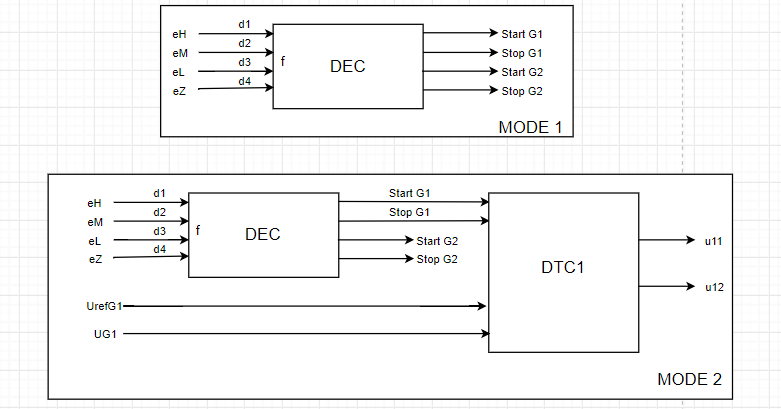 d1
eH
Start G1
d2
eM
Stop G1
f
DEC
d3
eL
Start G2
d4
eZ
Stop G2
MODE 1
d1
Start G1
eH
d2
Stop G1
eM
f
DEC
d3
eL
Start G2
d4
eZ
Stop G2
DTC1
u11
u12
UrefG1
UG1
MODE 2